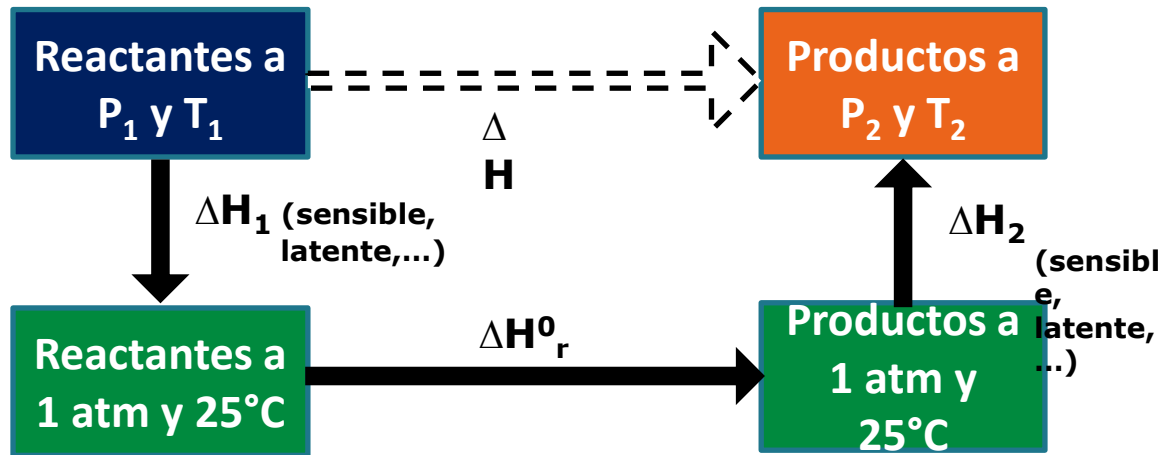 Reactantes a
P₁ y T₁
Productos a
P₂ y T₂
Δ
H
ΔH₁ (sensible,
latente,...)
ΔH₂
(sensibl
e,
latente,
...)
Reactantes a
1 atm y 25°C
ΔH⁰ᵣ
Productos a
1 atm y
25°C